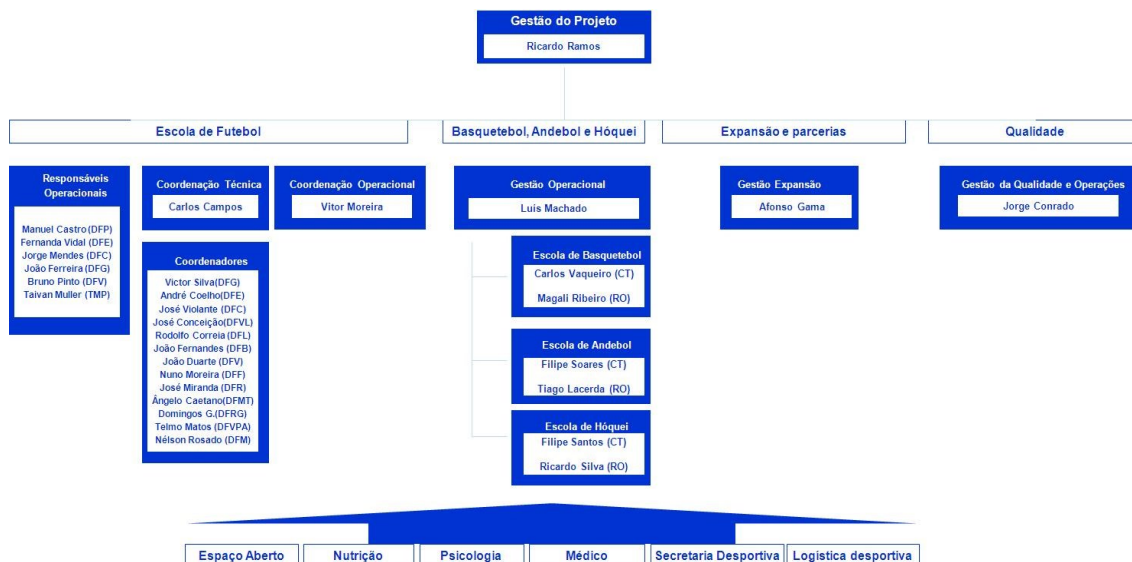 Gestão do Projeto
Ricardo Ramos
Escola de Futebol
Basquetebol, Andebol e Hóquei
Expansão e parcerias
Qualidade
Responsáveis
Operacionais
Manuel Castro(DFP)
Fernanda Vidal (DFE)
Jorge Mendes (DFC)
João Ferreira (DFG)
Bruno Pinto (DFV)
Taivan Muller (TMP)
Coordenação Técnica
Carlos Campos
Coordenadores
Victor Silva(DFG)
André Coelho(DFE)
José Violante (DFC)
José Conceição(DFVL)
Rodolfo Correia (DFL)
João Fernandes (DFB)
João Duarte (DFV)
Nuno Moreira (DFF)
José Miranda (DFR)
Ângelo Caetano(DFMT)
Domingos G.(DFRG)
Telmo Matos (DFVPA)
Nélson Rosado (DFM)
Coordenação Operacional
Vitor Moreira
Gestão Operacional
Luis Machado
Escola de Basquetebol
Carlos Vaqueiro (CT)
Magali Ribeiro (RO)
Escola de Andebol
Filipe Soares (CT)
Tiago Lacerda (RO)
Escola de Hóquei
Filipe Santos (CT)
Ricardo Silva (RO)
Gestão Expansão
Afonso Gama
Gestão da Qualidade e Operações
Jorge Conrado
Espaço Aberto
Nutrição
Psicologia
Médico
Secretaria Desportiva
Logistica desportiva